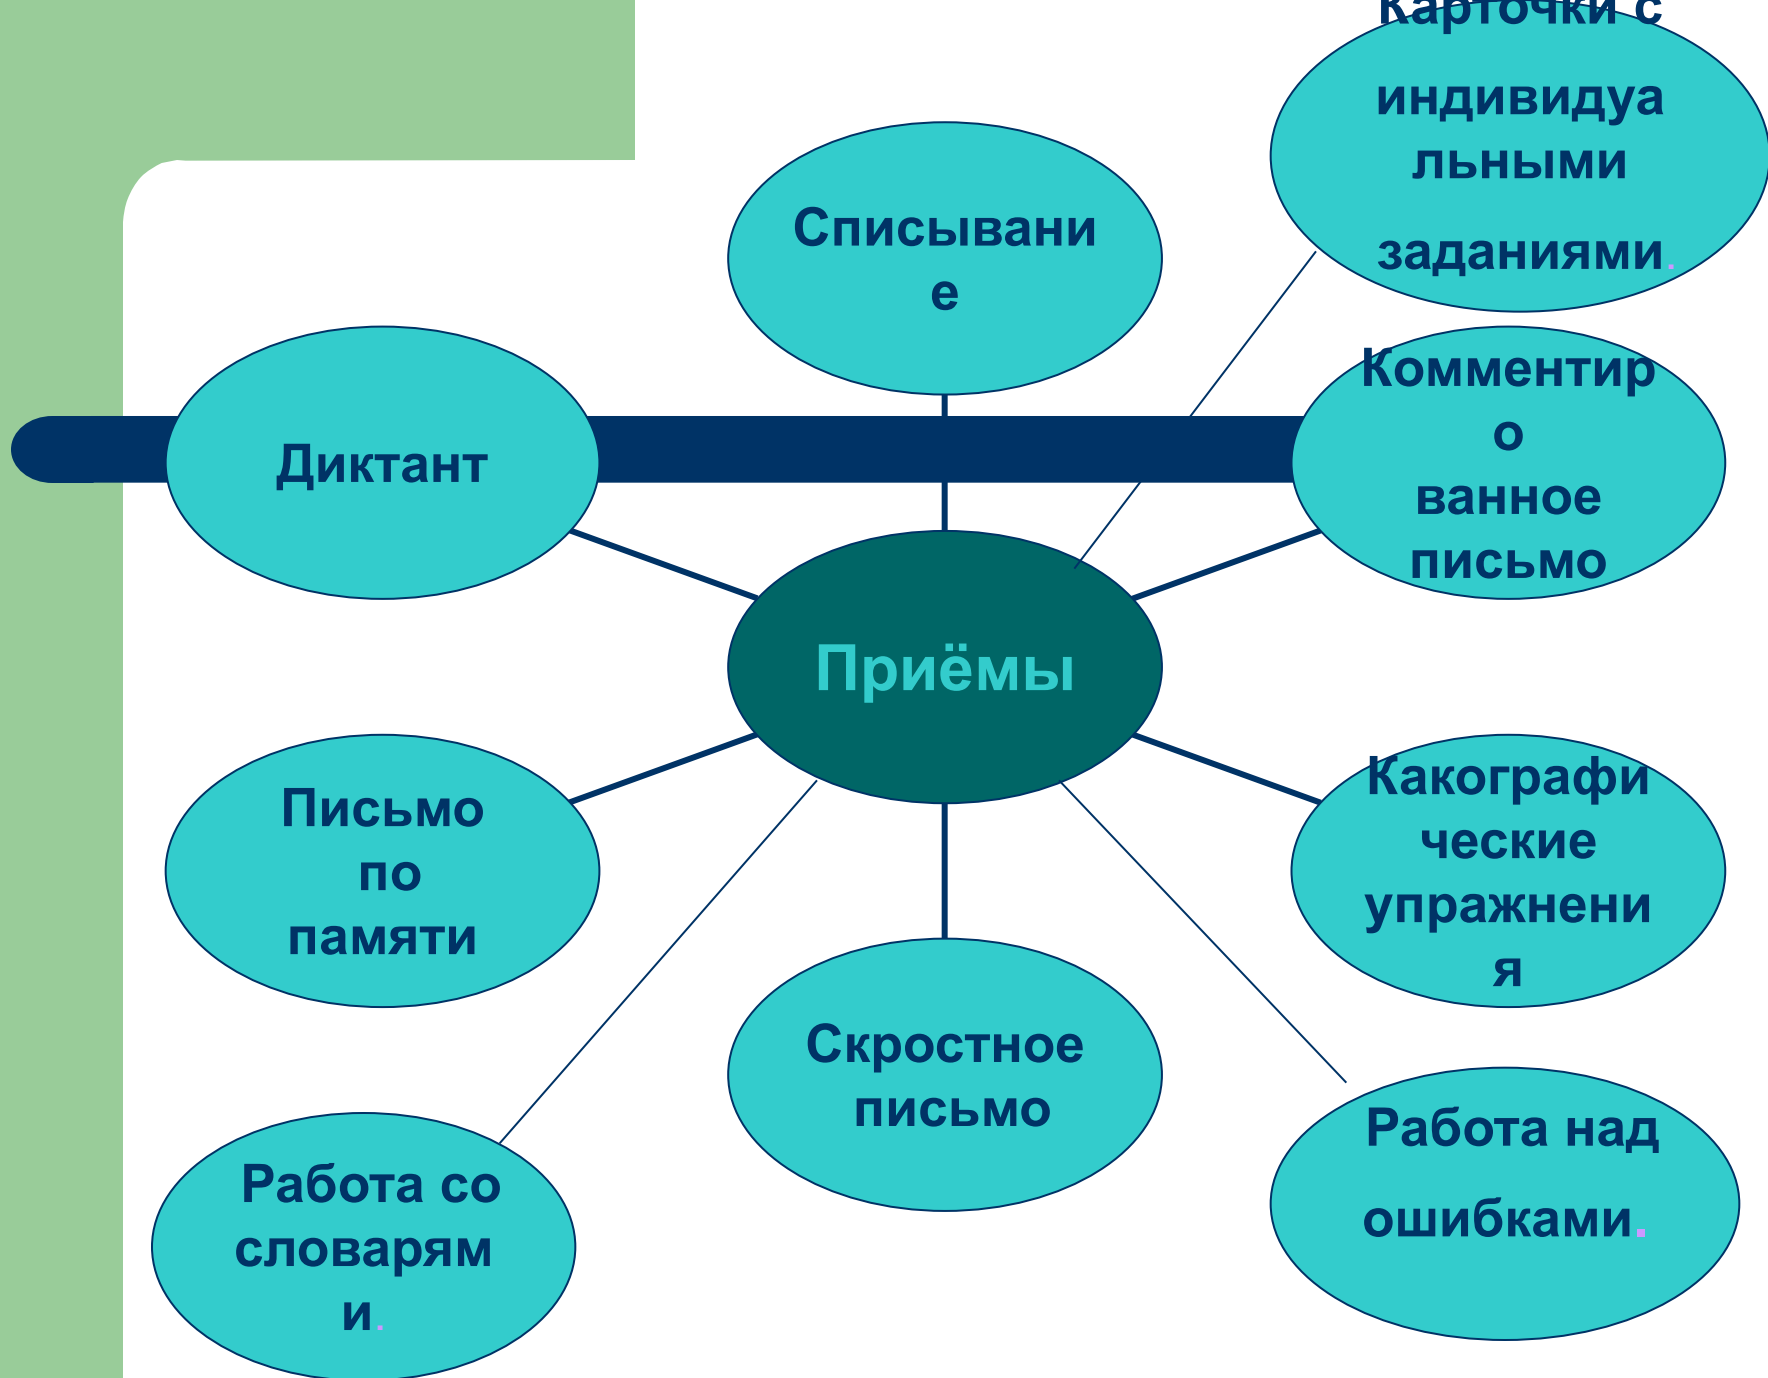 Карточки с
индивидуа
льными
заданиями.
Списывани
е
Диктант
Комментир
о
ванное
письмо
Приёмы
Письмо
по
памяти
Какографи
ческие
упражнени
я
Скростное
письмо
Работа со
словарям
и.
Работа над
ошибками.